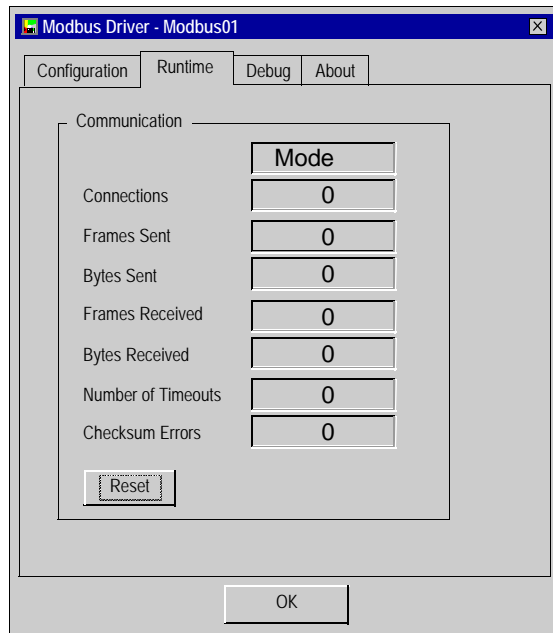 Modbus Driver - Modbus01
Configuration Runtime Debug About
Communication
Mode
Connections 0
Frames Sent 0
Bytes Sent 0
Frames Received 0
Bytes Received 0
Number of Timeouts 0
Checksum Errors 0
Reset
OK